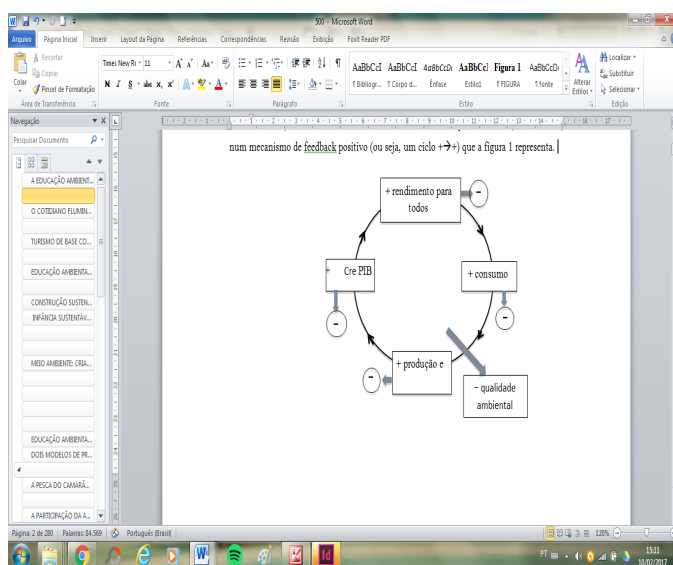 500 - Microsoft Word
Arquivo Página Inicial Inserir Layout da Página Referências Correspondências Revisão Exibição Foxit Reader PDF
Recortar
Copiar
Pincel de Formatação
Colar
Times New Ro 11
N I S abc x, x²
AaBbCcI AaBbCcI AaBbCcDc AaBbCcl Figura 1 AaBbCcDc
¶ Bibliogr... ¶ Corpo d... Ênfase Estilo1 ¶ FIGURA ¶ fonte
Alterar
Estilos
Localizar
Substituir
Selecionar
Área de Transferência Fonte Parágrafo Estilo Edição
Navegação
Pesquisar Documento
A EDUCAÇÃO AMBIENT...
O COTIDIANO FLUMIN...
TURISMO DE BASE CO...
EDUCAÇÃO AMBIENTA...
CONSTRUÇÃO SUSTEN...
INFÂNCIA SUSTENTÁV...
MEIO AMBIENTE: CRIA...
EDUCAÇÃO AMBIENTA...
DOIS MODELOS DE PR...
A PESCA DO CAMARÃ...
A PARTICIPAÇÃO DA A...
num mecanismo de feedback positivo (ou seja, um ciclo +→+) que a figura 1 representa.
+ rendimento para
todos
−
+ Cre PIB
+ consumo
−
−
+ produção e
−
− qualidade
ambiental
Página: 2 de 280 Palavras: 84.569 Português (Brasil) 120%
PT 15:11
10/02/2017